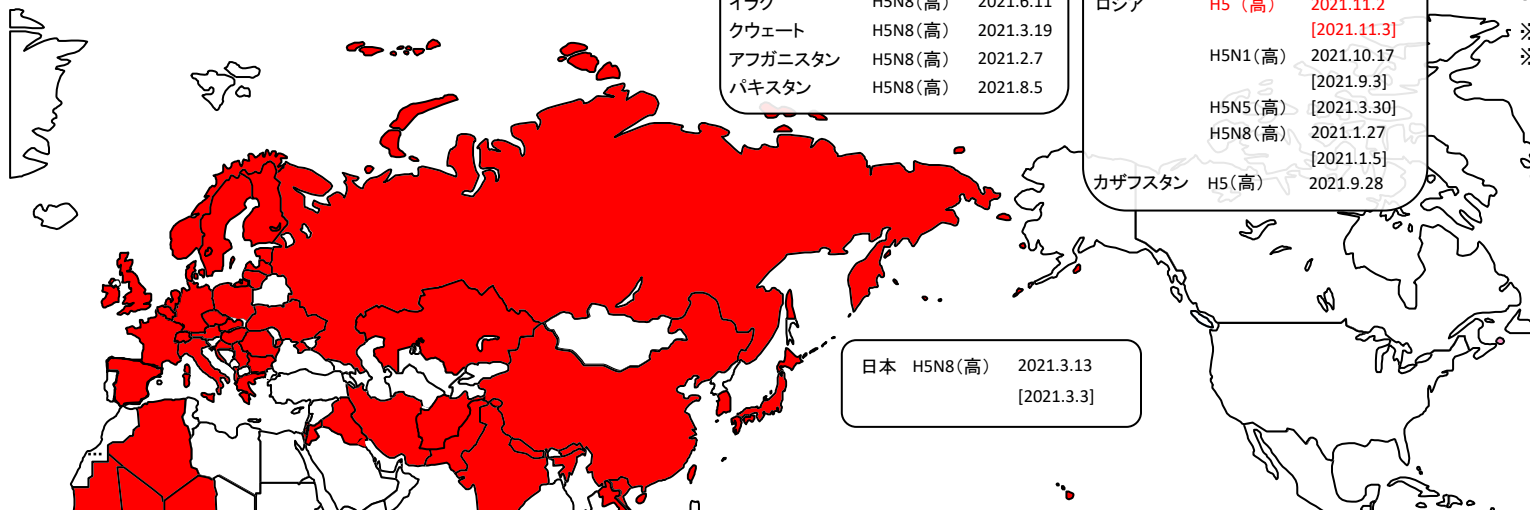 イラク H5N8(高) 2021.6.11
クウェート H5N8(高) 2021.3.19
アフガニスタン H5N8(高) 2021.2.7
パキスタン H5N8(高) 2021.8.5
ロシア H5 (高) 2021.11.2
[2021.11.3]
H5N1(高) 2021.10.17
[2021.9.3]
H5N5(高) [2021.3.30]
H5N8(高) 2021.1.27
[2021.1.5]
カザフスタン H5(高) 2021.9.28
※
※
日本 H5N8(高) 2021.3.13
[2021.3.3]